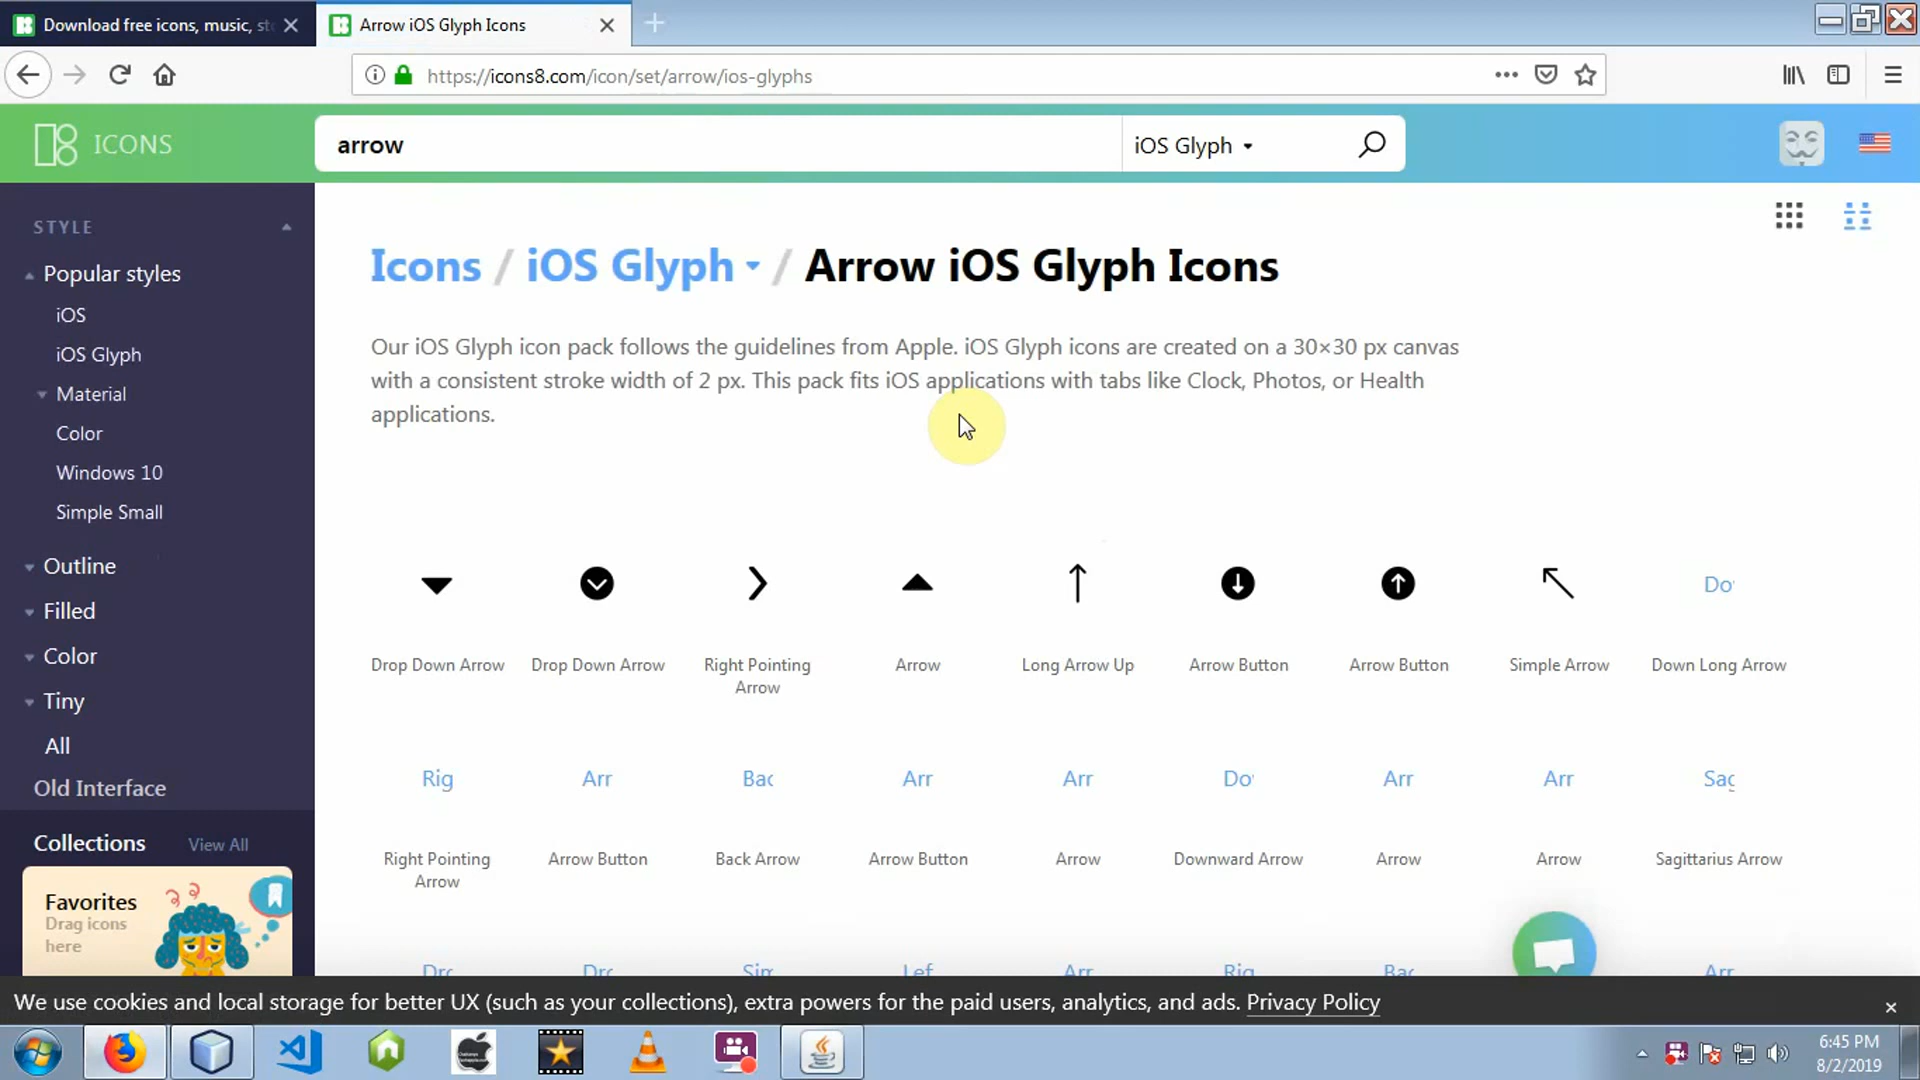 Download free icons, music, st
Arrow iOS Glyph Icons
https://icons8.com/icon/set/arrow/ios-glyphs
ICONS
arrow
iOS Glyph
STYLE
Popular styles
iOS
iOS Glyph
Material
Color
Windows 10
Simple Small
Outline
Filled
Color
Tiny
All
Old Interface
Collections View All
Favorites
Drag icons
here
Icons / iOS Glyph / Arrow iOS Glyph Icons
Our iOS Glyph icon pack follows the guidelines from Apple. iOS Glyph icons are created on a 30×30 px canvas
with a consistent stroke width of 2 px. This pack fits iOS applications with tabs like Clock, Photos, or Health
applications.
Do
Drop Down Arrow Drop Down Arrow Right Pointing Arrow Arrow Long Arrow Up Arrow Button Arrow Button Simple Arrow Down Long Arrow
Rig Arr Bac Arr Arr Do Arr Arr Sag
Right Pointing Arrow Arrow Button Back Arrow Arrow Button Arrow Downward Arrow Arrow Arrow Sagittarius Arrow
Drc Drc Sim Lef Arr Rig Bac Arr
We use cookies and local storage for better UX (such as your collections), extra powers for the paid users, analytics, and ads. Privacy Policy
6:45 PM
8/2/2019